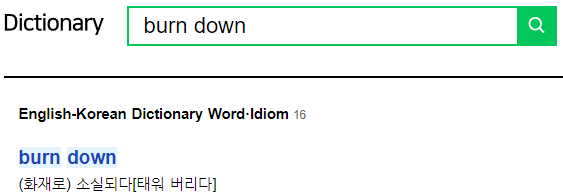 Dictionary burn down
English-Korean Dictionary Word·Idiom 16
burn down
(화재로) 소실되다[태워 버리다]